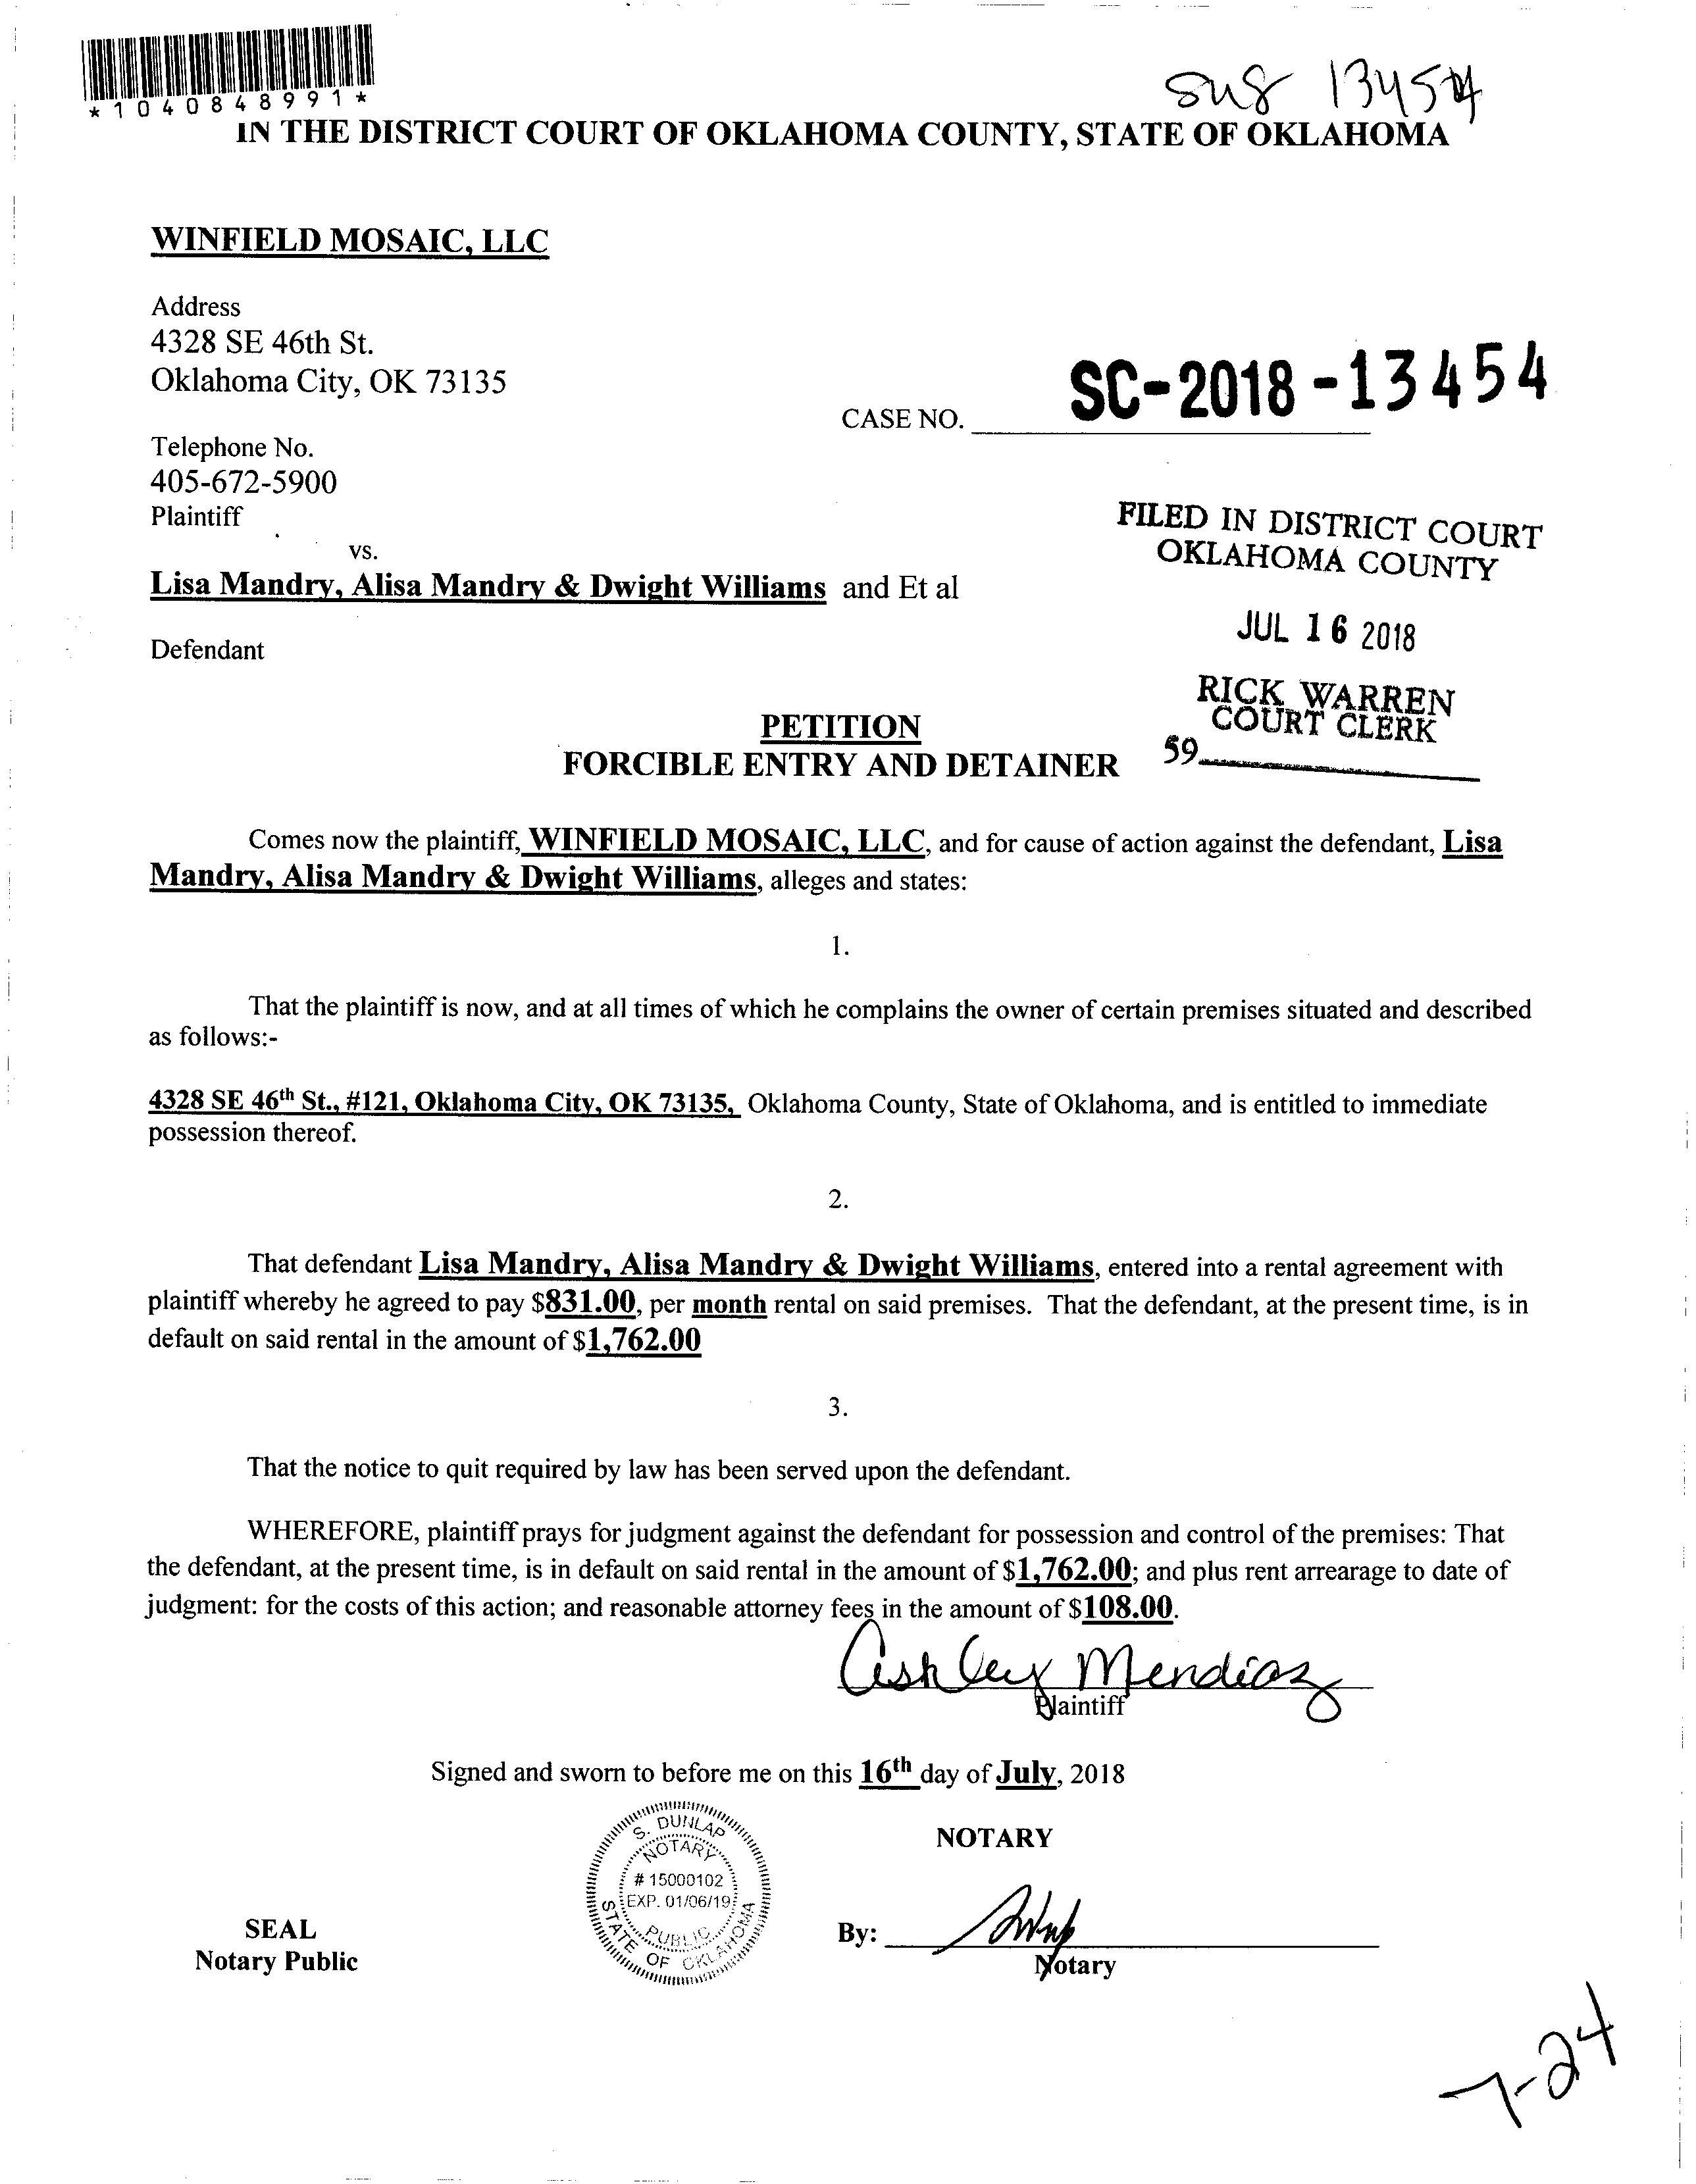 *1040848991*
13454
IN THE DISTRICT COURT OF OKLAHOMA COUNTY, STATE OF OKLAHOMA
WINFIELD MOSAIC, LLC
Address
4328 SE 46th St.
Oklahoma City, OK 73135
SC-2018-13454
CASE NO.
Telephone No.
405-672-5900
Plaintiff
vs.
Lisa Mandry, Alisa Mandry & Dwight Williams and Et al
Defendant
FILED IN DISTRICT COURT
OKLAHOMA COUNTY
JUL 16 2018
RICK WARREN
COURT CLERK
59
PETITION
FORCIBLE ENTRY AND DETAINER
Comes now the plaintiff, WINFIELD MOSAIC, LLC, and for cause of action against the defendant, Lisa
Mandry, Alisa Mandry & Dwight Williams, alleges and states:
1.
That the plaintiff is now, and at all times of which he complains the owner of certain premises situated and described
as follows:-
4328 SE 46th St., #121, Oklahoma City, OK 73135, Oklahoma County, State of Oklahoma, and is entitled to immediate
possession thereof.
2.
That defendant Lisa Mandry, Alisa Mandry & Dwight Williams, entered into a rental agreement with
plaintiff whereby he agreed to pay $831.00, per month rental on said premises. That the defendant, at the present time, is in
default on said rental in the amount of $1,762.00
3.
That the notice to quit required by law has been served upon the defendant.
WHEREFORE, plaintiff prays for judgment against the defendant for possession and control of the premises: That
the defendant, at the present time, is in default on said rental in the amount of $1,762.00; and plus rent arrearage to date of
judgment: for the costs of this action; and reasonable attorney fees in the amount of $108.00.
Ashley Mendiaz
Plaintiff
Signed and sworn to before me on this 16th day of July, 2018
S. DUNLAP
NOTARY
# 15000102
EXP. 01/06/19
PUBLIC
STATE OF OKLAHOMA
NOTARY
SEAL
Notary Public
By:
Notary
7-24